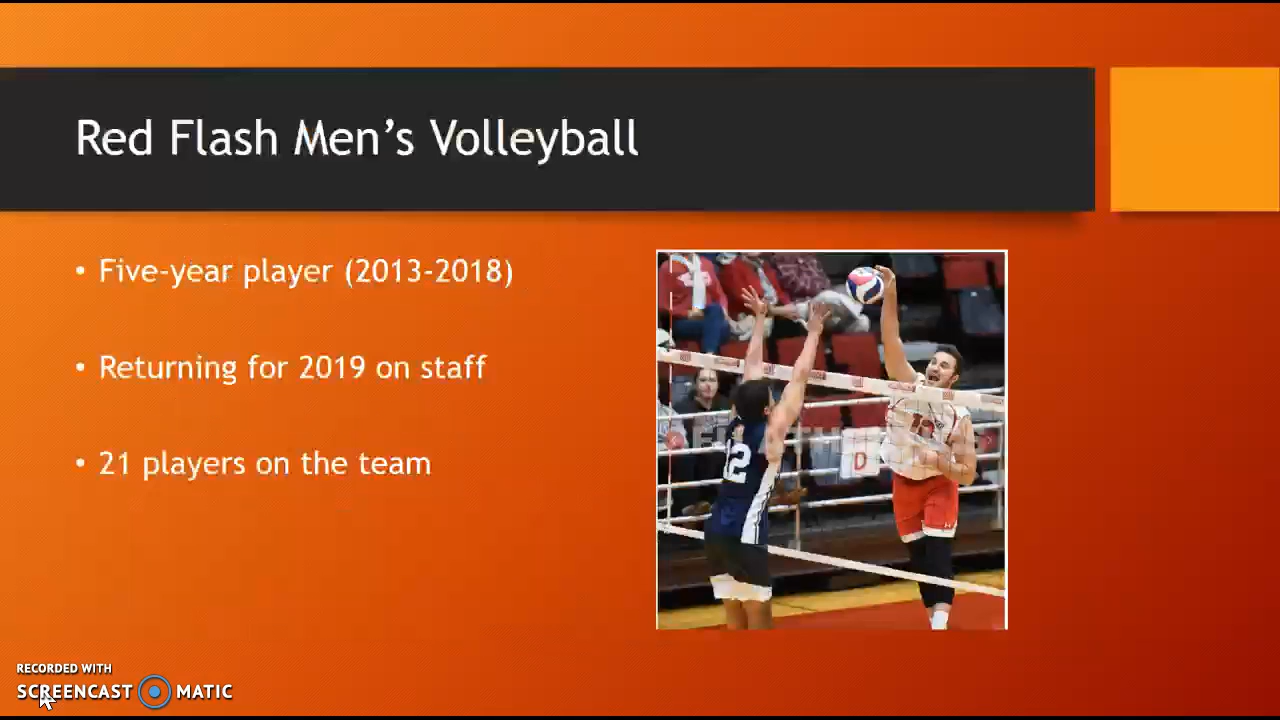 Red Flash Men’s Volleyball
• Five-year player (2013-2018)
• Returning for 2019 on staff
• 21 players on the team
12
D
RECORDED WITH
SCREENCAST MATIC